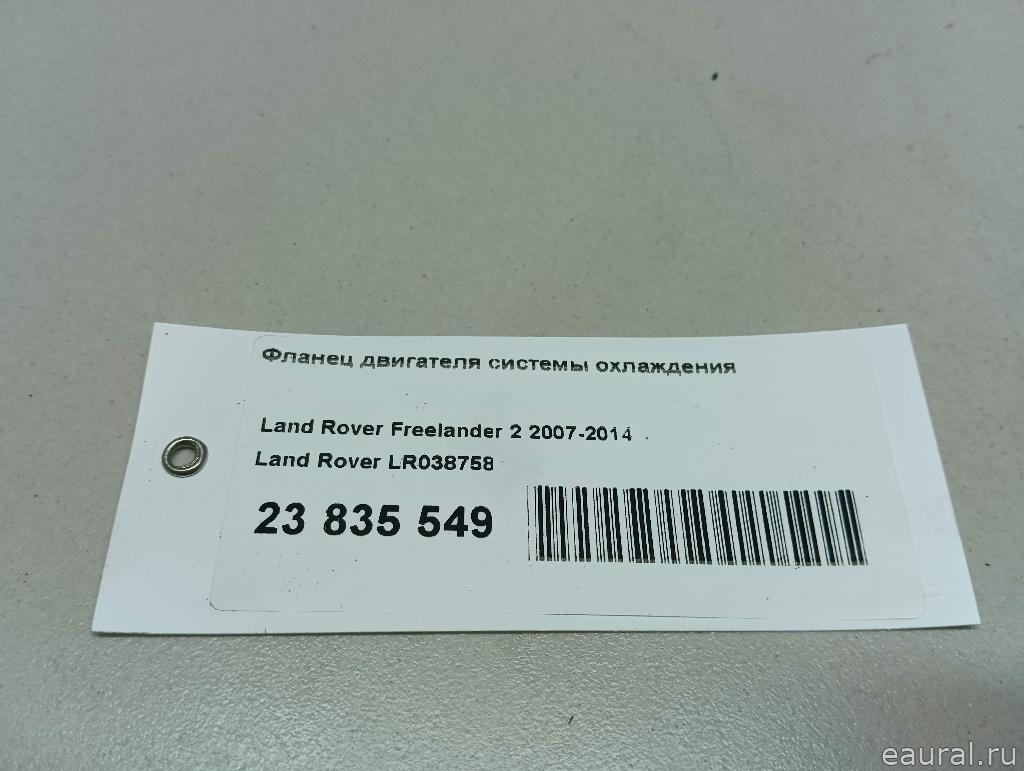 Фланец двигателя системы охлаждения
Land Rover Freelander 2 2007-2014 .
Land Rover LR038758
23 835 549
eaural.ru